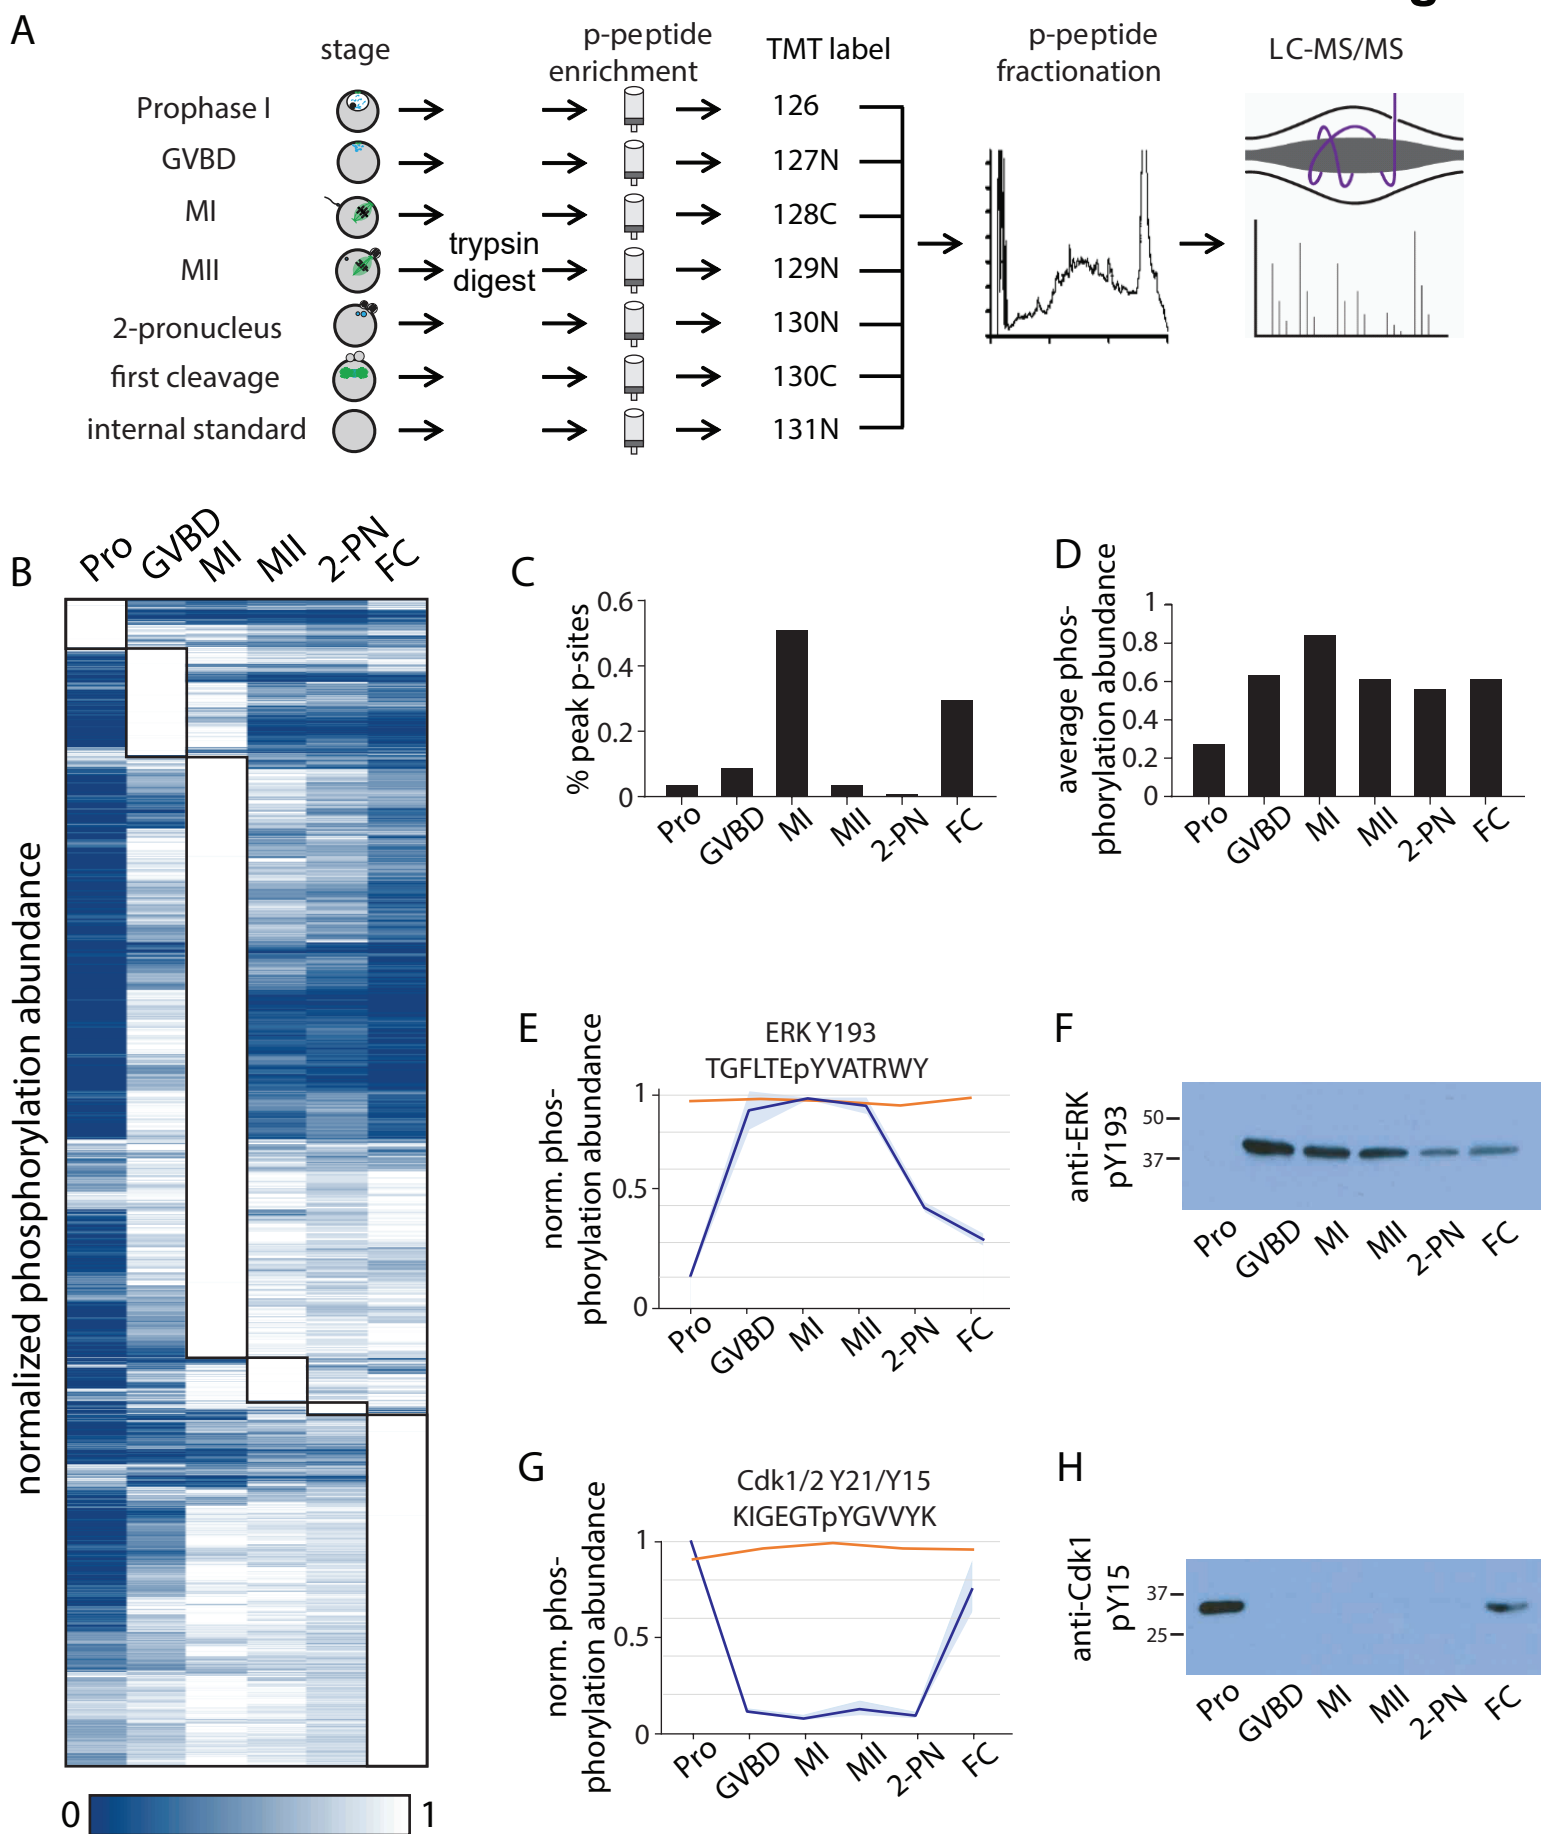 g
A
stage
p-peptide
enrichment
TMT label
p-peptide
fractionation
LC-MS/MS
Prophase I
126
GVBD
127N
MI
128C
MII
129N
trypsin
digest
2-pronucleus
130N
first cleavage
130C
internal standard
131N
B
Pro
GVBD
MI
MII
2-PN
FC
normalized phosphorylation abundance
0
1
C
% peak p-sites
0.6
0.4
0.2
0
Pro
GVBD
MI
MII
2-PN
FC
D
average phos-
phorylation abundance
1
0.8
0.6
0.4
0.2
0
Pro
GVBD
MI
MII
2-PN
FC
E
ERK Y193
TGFLTEpYVATRWY
norm. phos-
phorylation abundance
1
0.5
0
Pro
GVBD
MI
MII
2-PN
FC
F
anti-ERK
pY193
50
37
Pro
GVBD
MI
MII
2-PN
FC
G
Cdk1/2 Y21/Y15
KIGEGTpYGVVYK
norm. phos-
phorylation abundance
1
0.5
0
Pro
GVBD
MI
MII
2-PN
FC
H
anti-Cdk1
pY15
37
25
Pro
GVBD
MI
MII
2-PN
FC